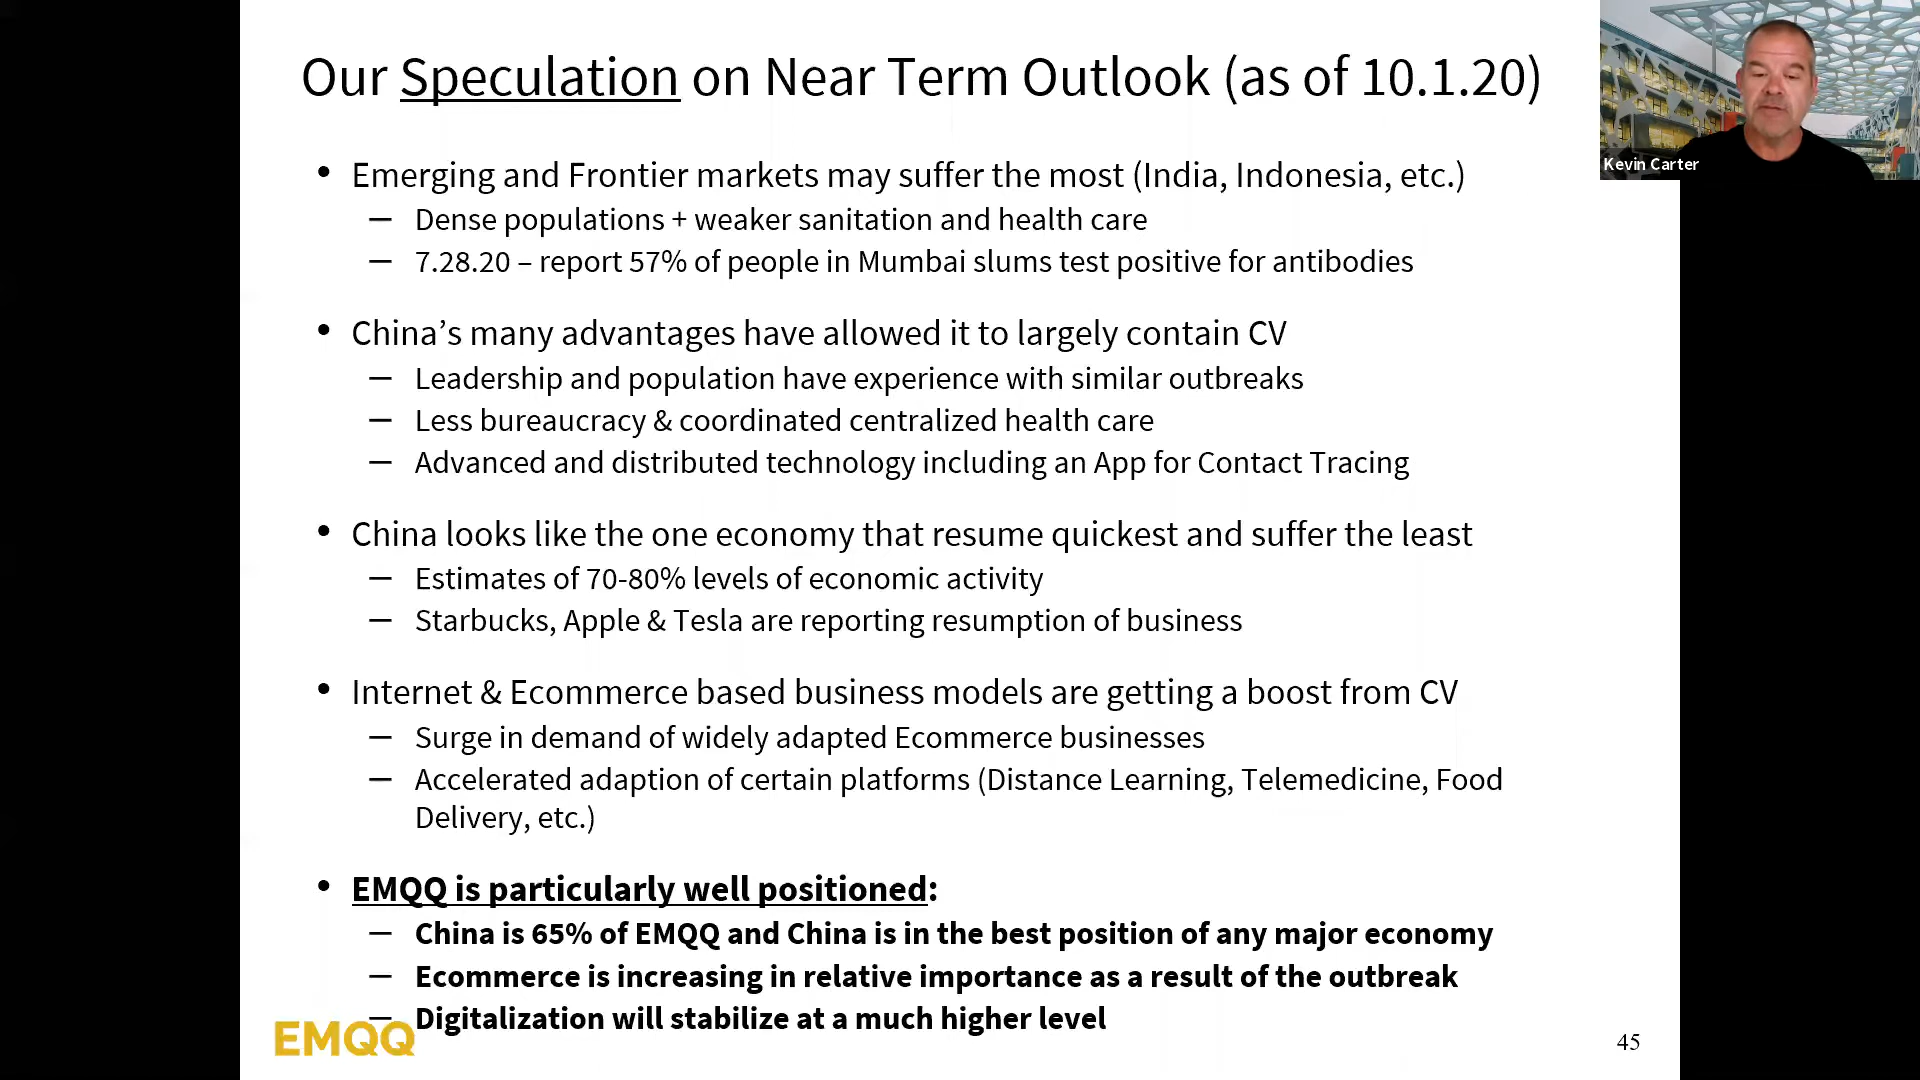 Our Speculation on Near Term Outlook (as of 10.1.20)
Kevin Carter
• Emerging and Frontier markets may suffer the most (India, Indonesia, etc.)
— Dense populations + weaker sanitation and health care
— 7.28.20 – report 57% of people in Mumbai slums test positive for antibodies
• China’s many advantages have allowed it to largely contain CV
— Leadership and population have experience with similar outbreaks
— Less bureaucracy & coordinated centralized health care
— Advanced and distributed technology including an App for Contact Tracing
• China looks like the one economy that resume quickest and suffer the least
— Estimates of 70-80% levels of economic activity
— Starbucks, Apple & Tesla are reporting resumption of business
• Internet & Ecommerce based business models are getting a boost from CV
— Surge in demand of widely adapted Ecommerce businesses
— Accelerated adaption of certain platforms (Distance Learning, Telemedicine, Food
Delivery, etc.)
• EMQQ is particularly well positioned:
— China is 65% of EMQQ and China is in the best position of any major economy
— Ecommerce is increasing in relative importance as a result of the outbreak
— Digitalization will stabilize at a much higher level
EMQQ
45